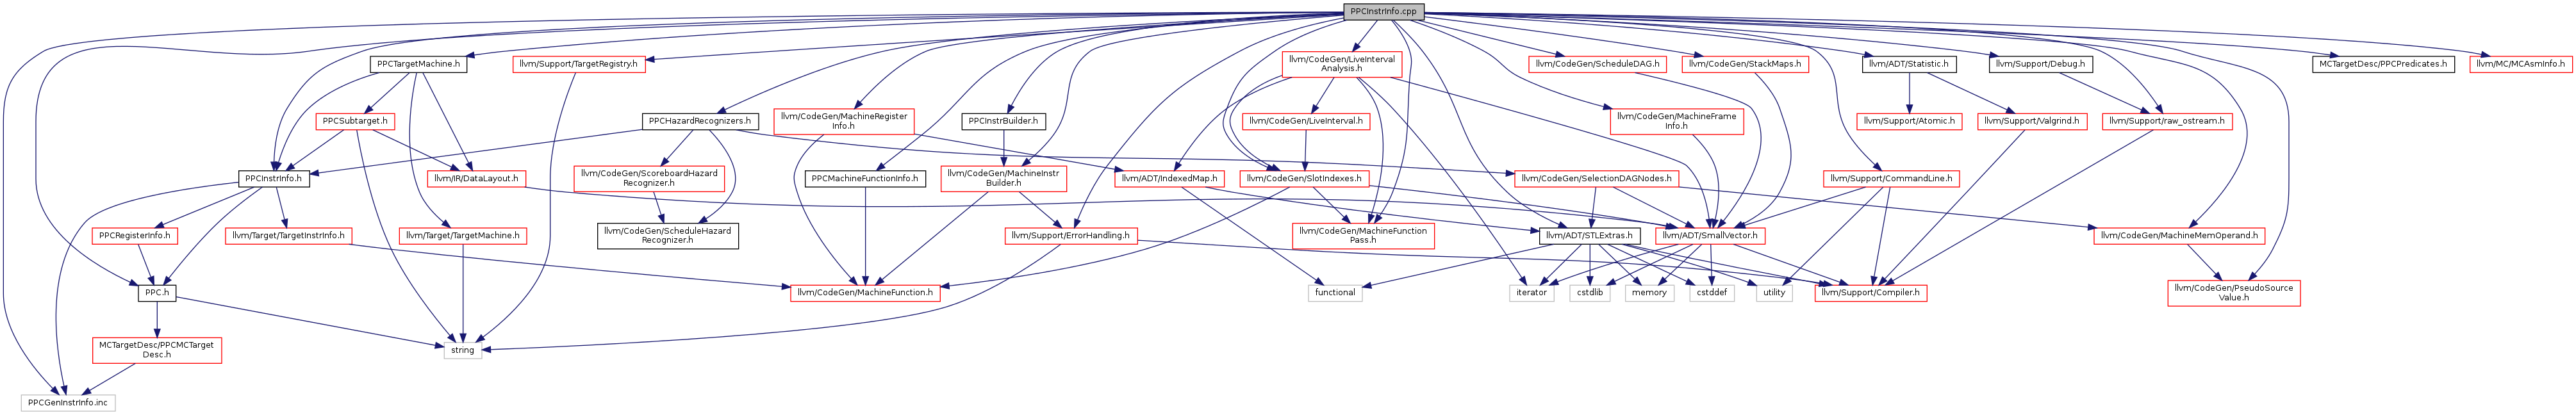 PPCInstrInfo.cpp
PPCTargetMachine.h
llvm/Support/TargetRegistry.h
llvm/CodeGen/LiveInterval
Analysis.h
llvm/CodeGen/ScheduleDAG.h
llvm/CodeGen/StackMaps.h
llvm/ADT/Statistic.h
llvm/Support/Debug.h
MCTargetDesc/PPCPredicates.h
llvm/MC/MCAsmInfo.h
PPCSubtarget.h
PPCHazardRecognizers.h
llvm/CodeGen/MachineRegister
Info.h
PPCInstrBuilder.h
llvm/CodeGen/LiveInterval.h
llvm/CodeGen/MachineFrame
Info.h
llvm/Support/Atomic.h
llvm/Support/Valgrind.h
llvm/Support/raw_ostream.h
PPCInstrInfo.h
llvm/IR/DataLayout.h
llvm/CodeGen/ScoreboardHazard
Recognizer.h
PPCMachineFunctionInfo.h
llvm/CodeGen/MachineInstr
Builder.h
llvm/ADT/IndexedMap.h
llvm/CodeGen/SlotIndexes.h
llvm/CodeGen/SelectionDAGNodes.h
llvm/Support/CommandLine.h
PPCRegisterInfo.h
llvm/Target/TargetInstrInfo.h
llvm/Target/TargetMachine.h
llvm/CodeGen/ScheduleHazard
Recognizer.h
llvm/Support/ErrorHandling.h
llvm/CodeGen/MachineFunction
Pass.h
llvm/ADT/STLExtras.h
llvm/ADT/SmallVector.h
llvm/CodeGen/MachineMemOperand.h
PPC.h
llvm/CodeGen/MachineFunction.h
functional
iterator
cstdlib
memory
cstddef
utility
llvm/Support/Compiler.h
llvm/CodeGen/PseudoSource
Value.h
MCTargetDesc/PPCMCTarget
Desc.h
string
PPCGenInstrInfo.inc